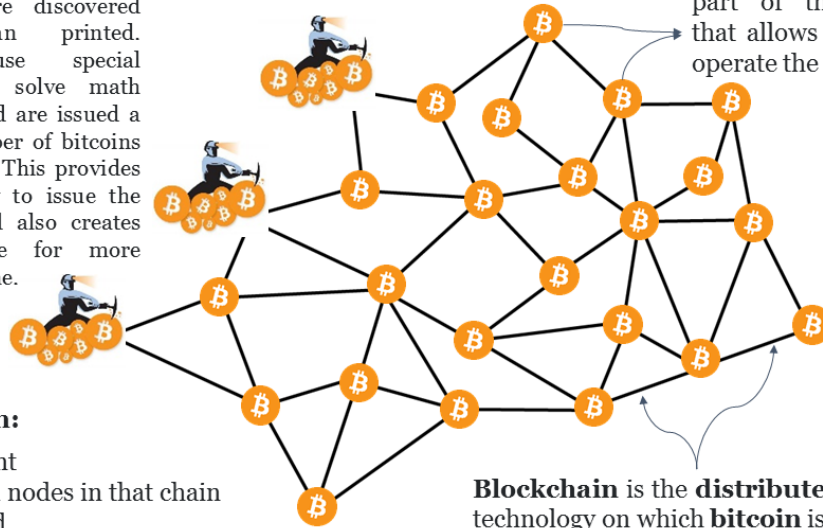 re discovered
an printed.
use special
solve math
d are issued a
ber of bitcoins
This provides
to issue the
l also creates
e for more
ne.
part of th
that allows
operate the
n:
nt
nodes in that chain
d
Blockchain is the distribute
technology on which bitcoin is